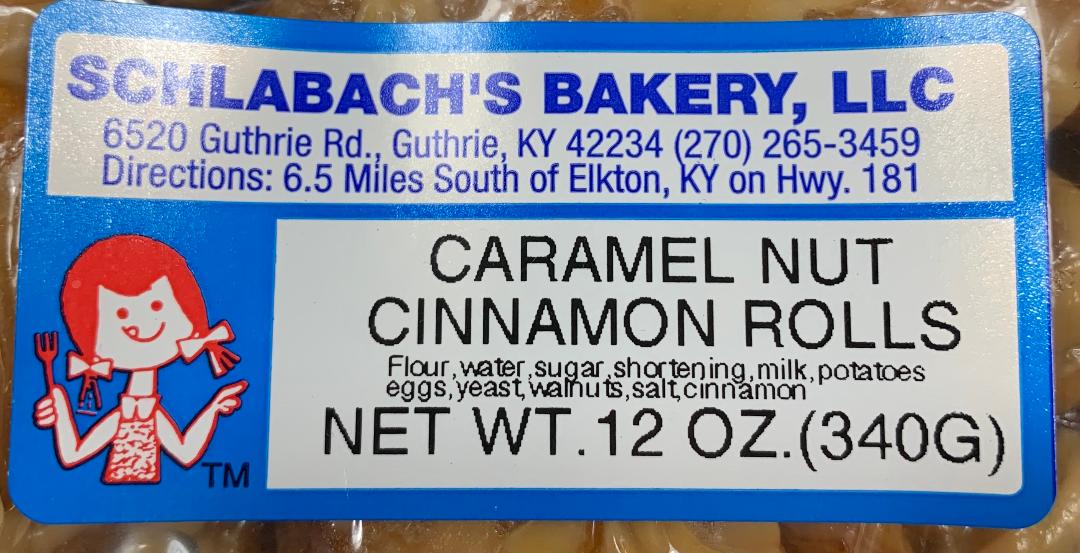 SCHLABACH'S BAKERY, LLC
6520 Guthrie Rd., Guthrie, KY 42234 (270) 265-3459
Directions: 6.5 Miles South of Elkton, KY on Hwy. 181
CARAMEL NUT
CINNAMON ROLLS
Flour,water,sugar,shortening,milk,potatoes
eggs,yeast,walnuts,salt,cinnamon
NET WT.12 OZ.(340G)
TM